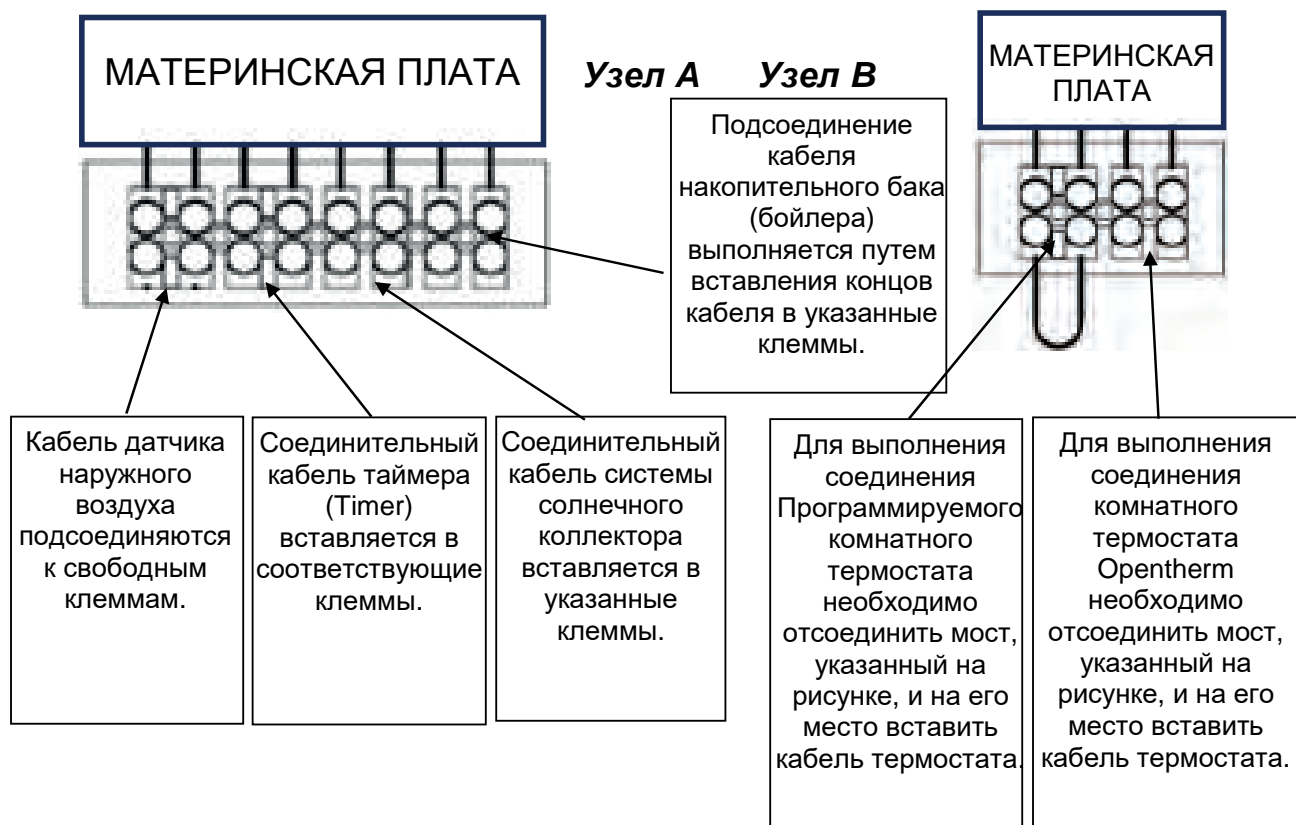 МАТЕРИНСКАЯ ПЛАТА
Узел А
Узел В
МАТЕРИНСКАЯ
ПЛАТА
Подсоединение
кабеля
накопительного бака
(бойлера)
выполняется путем
вставления концов
кабеля в указанные
клеммы.
Кабель датчика
наружного
воздуха
подсоединяются
к свободным
клеммам.
Соединительный
кабель таймера
(Timer)
вставляется в
соответствующие
клеммы.
Соединительный
кабель системы
солнечного
коллектора
вставляется в
указанные
клеммы.
Для выполнения
соединения
Программируемого
комнатного
термостата
необходимо
отсоединить мост,
указанный на
рисунке, и на его
место вставить
кабель термостата.
Для выполнения
соединения
комнатного
термостата
Opentherm
необходимо
отсоединить мост,
указанный на
рисунке, и на его
место вставить
кабель термостата.